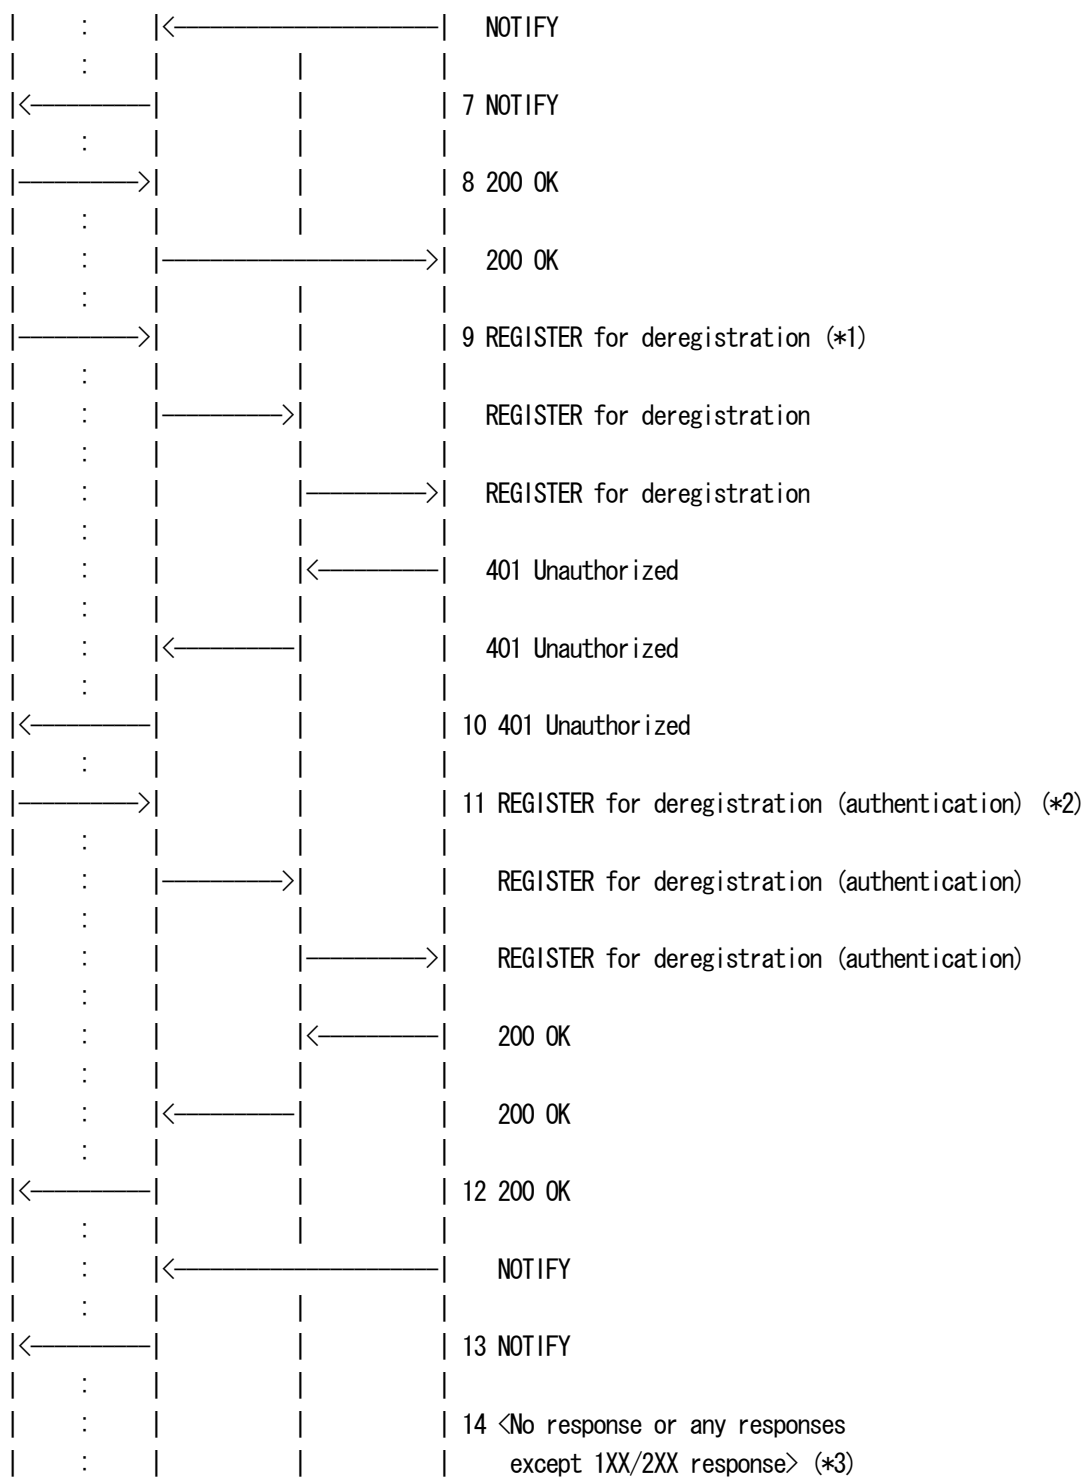 NOTIFY
7 NOTIFY
8 200 OK
200 OK
9 REGISTER for deregistration (*1)
REGISTER for deregistration
REGISTER for deregistration
401 Unauthorized
401 Unauthorized
10 401 Unauthorized
11 REGISTER for deregistration (authentication) (*2)
REGISTER for deregistration (authentication)
REGISTER for deregistration (authentication)
200 OK
200 OK
12 200 OK
NOTIFY
13 NOTIFY
14 <No response or any responses
except 1XX/2XX response> (*3)